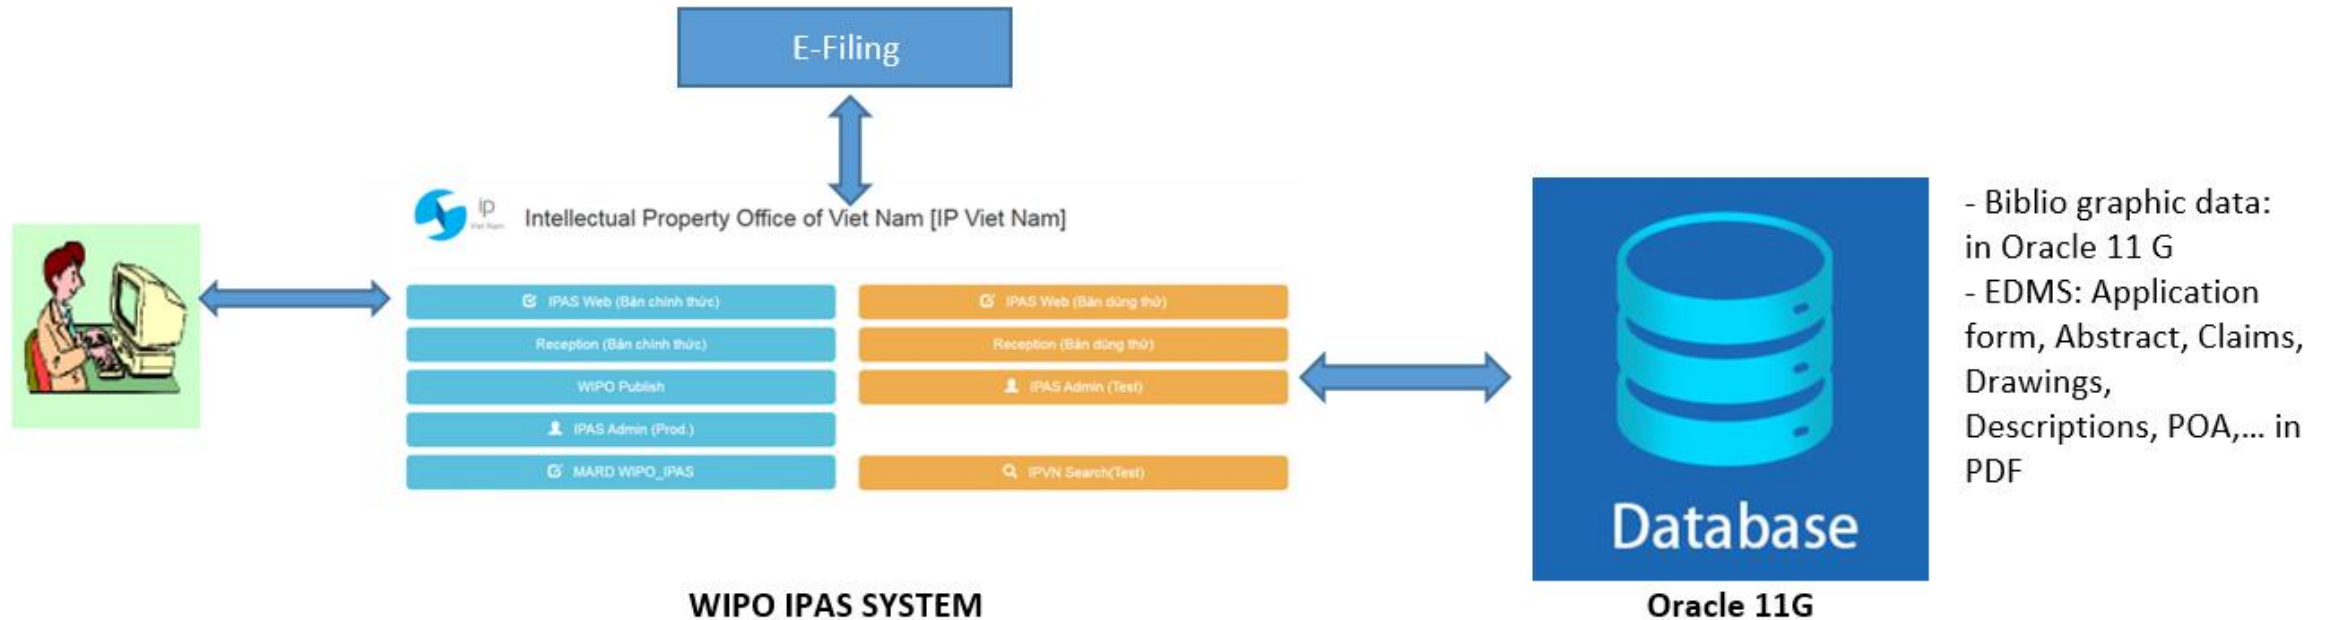 E-Filing
ip
Viet Nam
Intellectual Property Office of Viet Nam [IP Viet Nam]
IPAS Web (Bản chính thức)
IPAS Web (Bản dùng thử)
Reception (Bản chính thức)
Reception (Bản dùng thử)
WIPO Publish
IPAS Admin (Test)
IPAS Admin (Prod.)
MARD WIPO_IPAS
IPVN Search(Test)
WIPO IPAS SYSTEM
Database
Oracle 11G
- Biblio graphic data:
in Oracle 11 G
- EDMS: Application
form, Abstract, Claims,
Drawings,
Descriptions, POA,... in
PDF